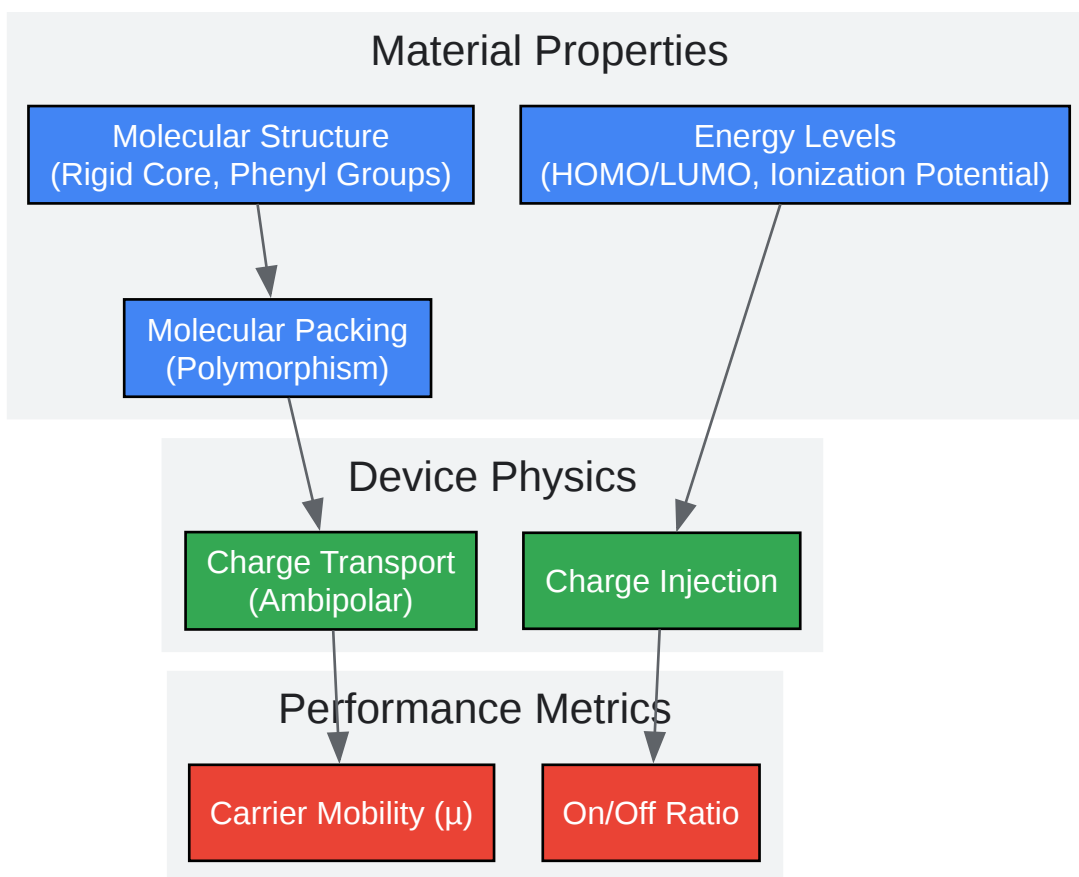 Material Properties
Molecular Structure
(Rigid Core, Phenyl Groups)
Energy Levels
(HOMO/LUMO, Ionization Potential)
Molecular Packing
(Polymorphism)
Device Physics
Charge Transport
(Ambipolar)
Charge Injection
Performance Metrics
Carrier Mobility (µ)
On/Off Ratio